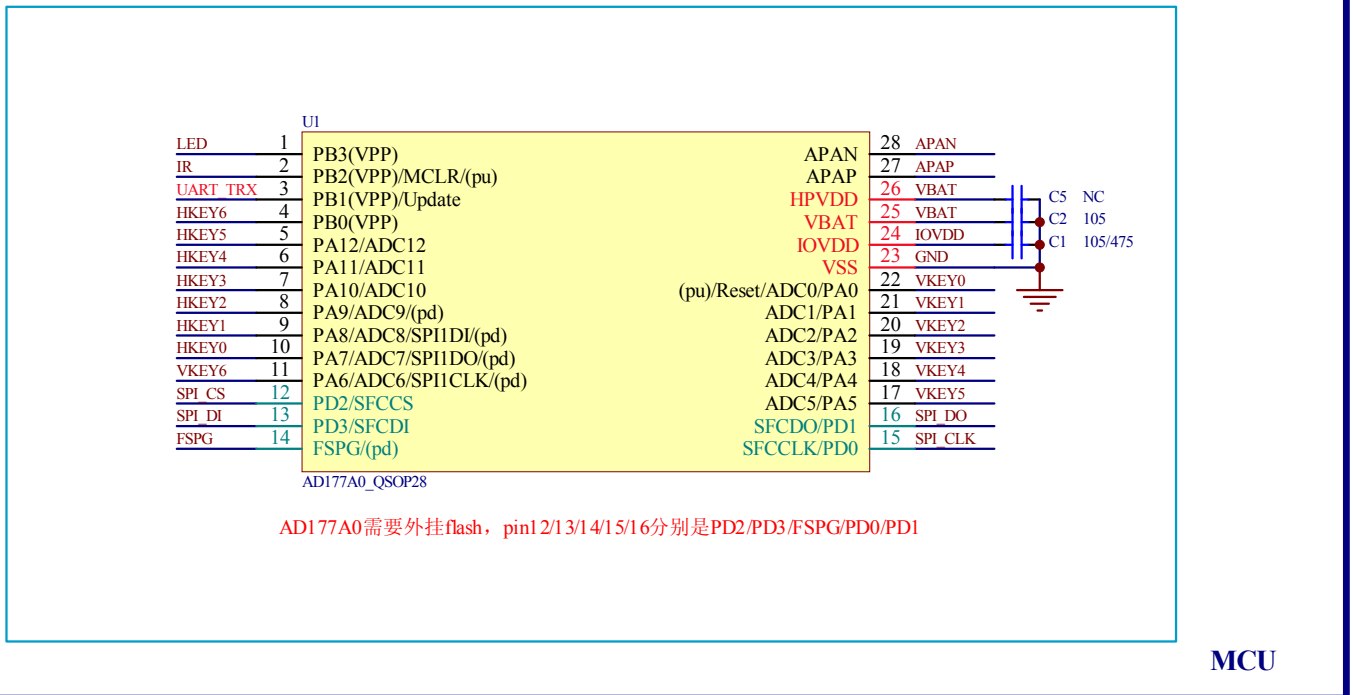 U1
LED 1 PB3(VPP) APAN 28 APAN
IR 2 PB2(VPP)/MCLR/(pu) APAP 27 APAP
UART_TRX 3 PB1(VPP)/Update HPVDD 26 VBAT C5 NC
HKEY6 4 PB0(VPP) VBAT 25 VBAT C2 105
HKEY5 5 PA12/ADC12 IOVDD 24 IOVDD C1 105/475
HKEY4 6 PA11/ADC11 VSS 23 GND
HKEY3 7 PA10/ADC10 (pu)/Reset/ADC0/PA0 22 VKEY0
HKEY2 8 PA9/ADC9/(pd) ADC1/PA1 21 VKEY1
HKEY1 9 PA8/ADC8/SPI1DI/(pd) ADC2/PA2 20 VKEY2
HKEY0 10 PA7/ADC7/SPI1DO/(pd) ADC3/PA3 19 VKEY3
VKEY6 11 PA6/ADC6/SPI1CLK/(pd) ADC4/PA4 18 VKEY4
SPI_CS 12 PD2/SFCCS ADC5/PA5 17 VKEY5
SPI_DI 13 PD3/SFCDI SFCDO/PD1 16 SPI_DO
FSPG 14 FSPG/(pd) SFCCLK/PD0 15 SPI_CLK
AD177A0_QSOP28
AD177A0需要外挂flash，pin12/13/14/15/16分别是PD2/PD3/FSPG/PD0/PD1
MCU